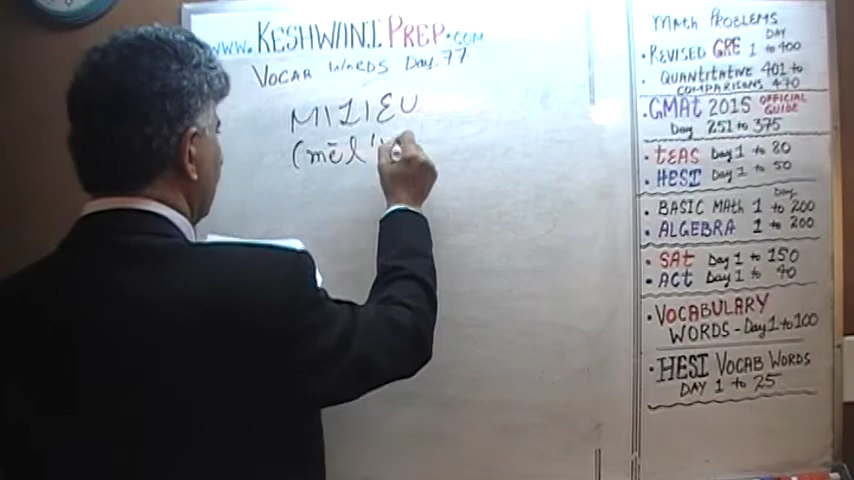 www.KESHWANI PREP.COM
VOCAB WORDS Day.77
MILIEU
(mēl'
MATH PROBLEMS
DAY
• REVISED GRE 1 to 400
• QUANTITATIVE 401 to
COMPARISONS 470
GMAT 2015 OFFICIAL GUIDE
Day 251 to 375
• TEAS Day 1 to 80
• HESI Day 1 to 50
Day
• BASIC MATH 1 to 200
• ALGEBRA 1 to 200
• SAT Day 1 to 150
• ACT Day 1 to 40
• VOCABULARY
WORDS - Day 1 to 100
• HESI VOCAB WORDS
DAY 1 to 25